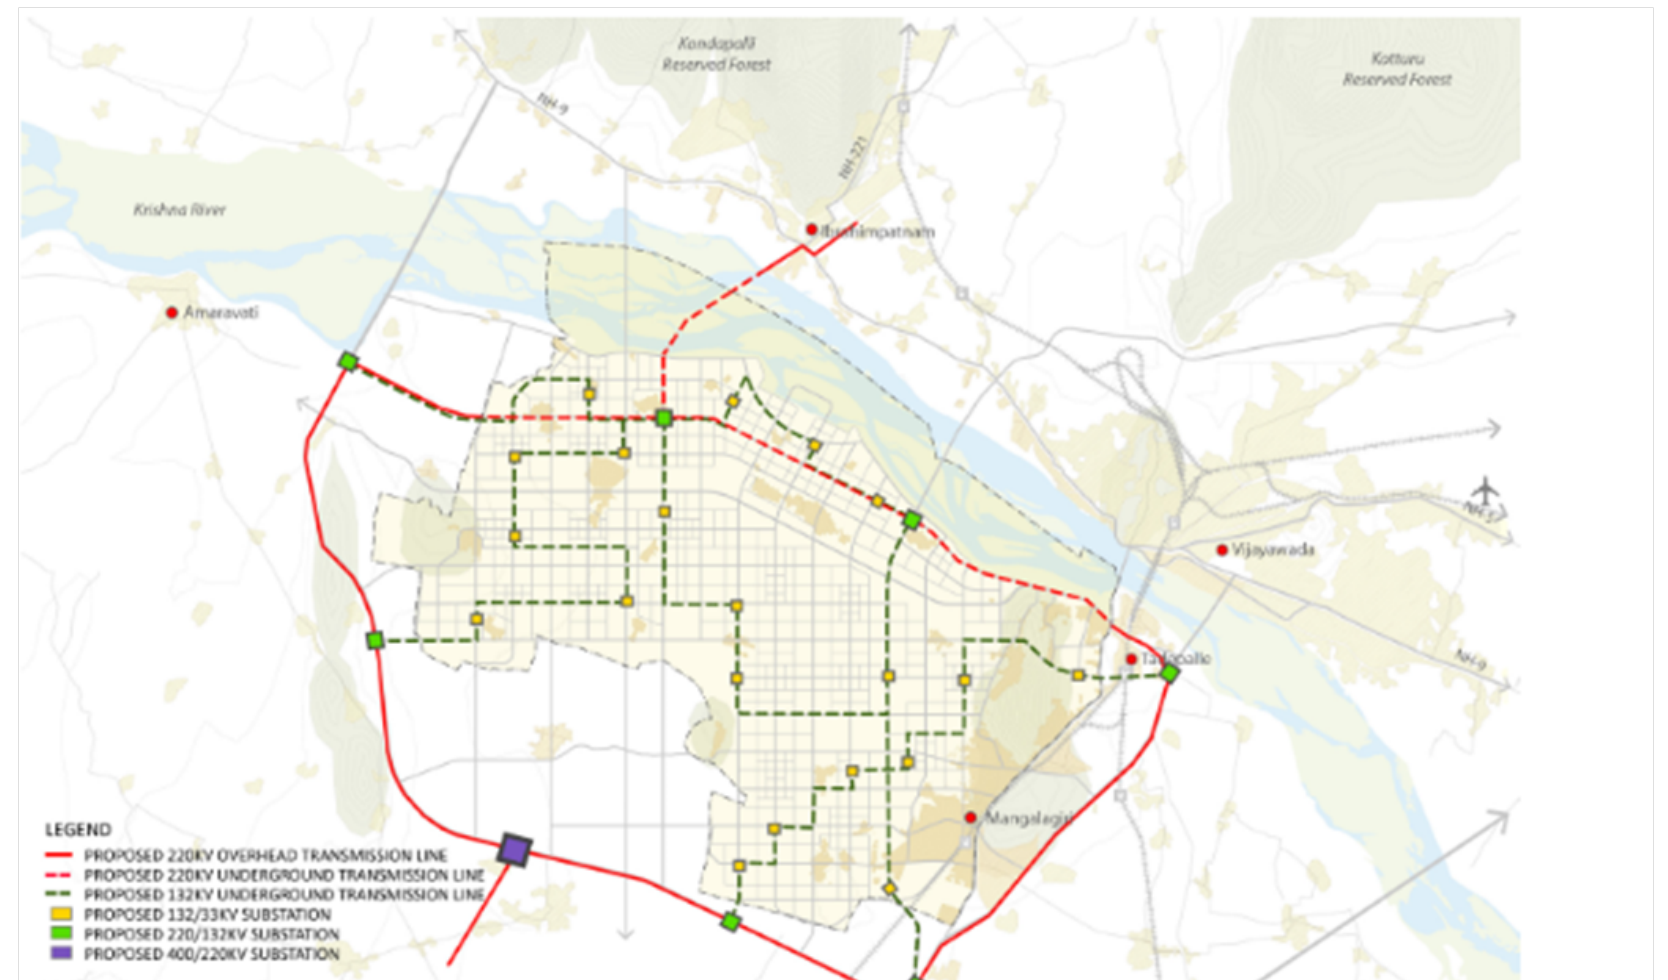 Kondapalli
Reserved Forest
Kotturu
Reserved Forest
NH-9
NH-221
Krishna River
Ibrahimpatnam
Amaravati
NH-5
Vijayawada
Tadepalle
NH-9
Mangalagiri
LEGEND
PROPOSED 220KV OVERHEAD TRANSMISSION LINE
PROPOSED 220KV UNDERGROUND TRANSMISSION LINE
PROPOSED 132KV UNDERGROUND TRANSMISSION LINE
PROPOSED 132/33KV SUBSTATION
PROPOSED 220/132KV SUBSTATION
PROPOSED 400/220KV SUBSTATION